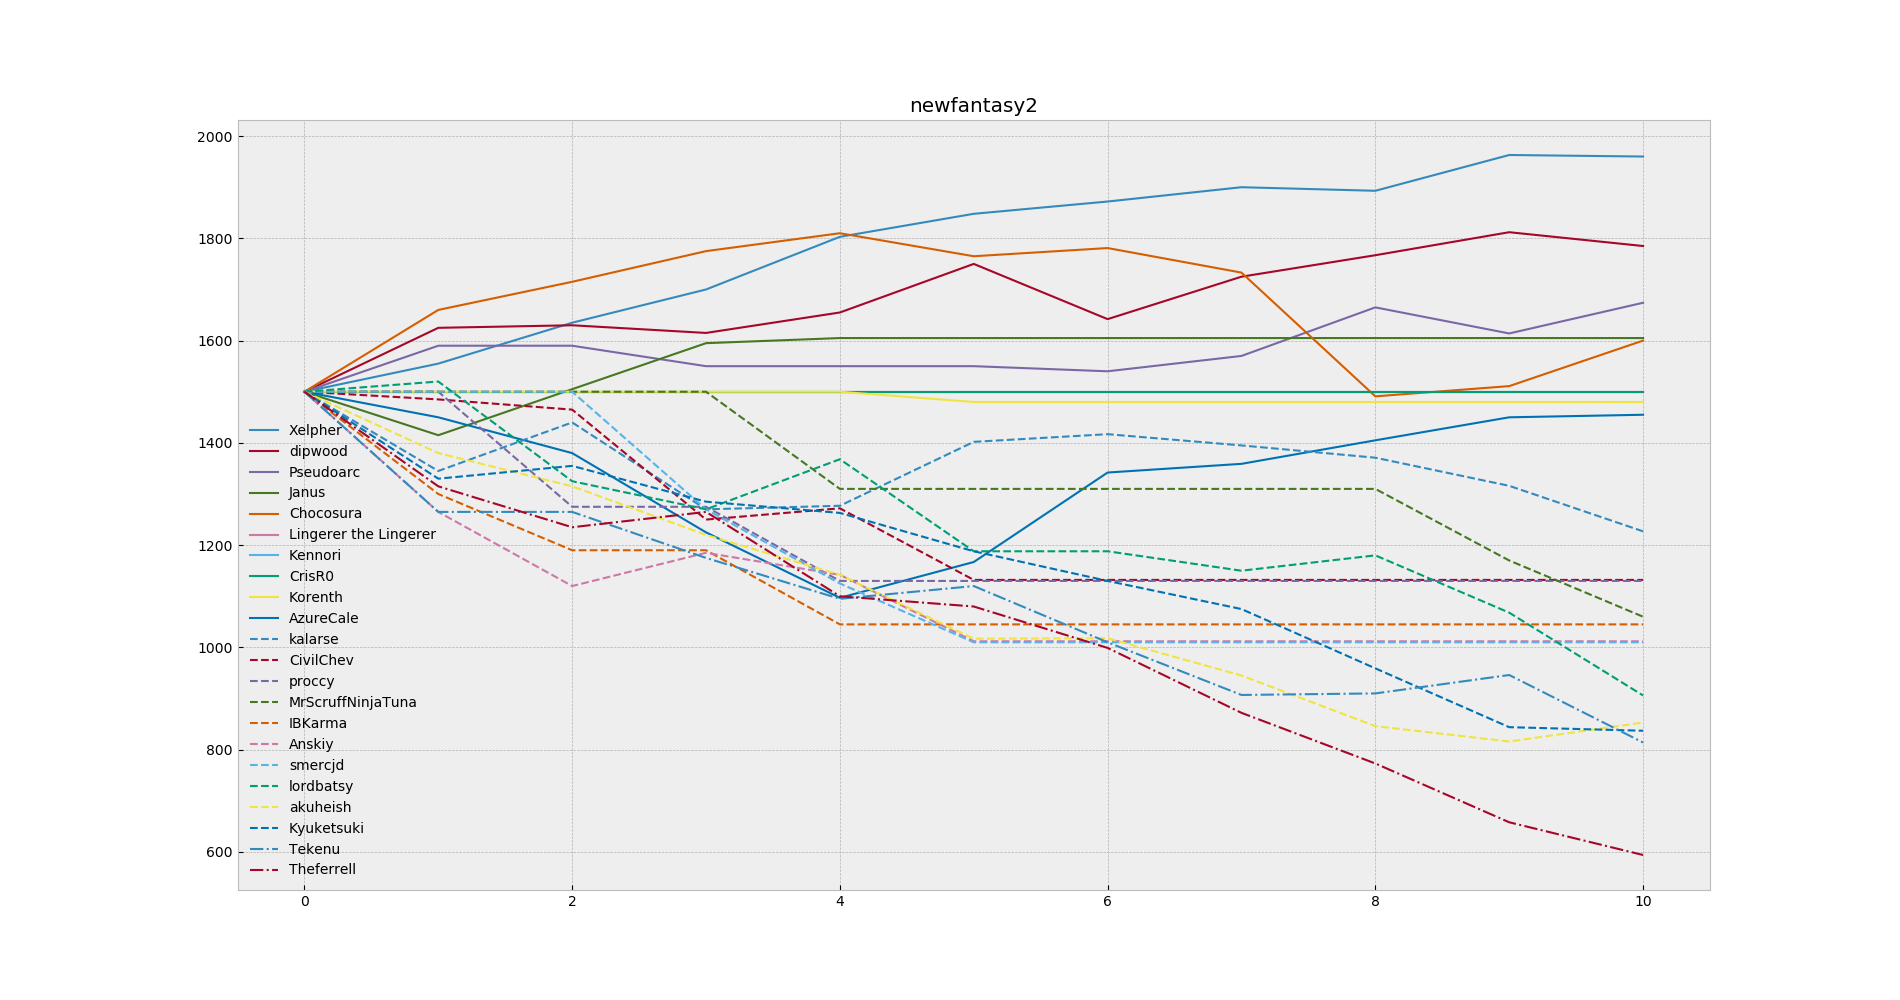 newfantasy2
2000
1800
1600
1400
1200
1000
800
600
Xelpher
dipwood
Pseudoarc
Janus
Chocosura
Lingerer the Lingerer
Kennori
CrisR0
Korenth
AzureCale
kalarse
CivilChev
proccy
MrScruffNinjaTuna
IBKarma
Anskiy
smercjd
lordbatsy
akuheish
Kyuketsuki
Tekenu
Theferrell
0 2 4 6 8 10